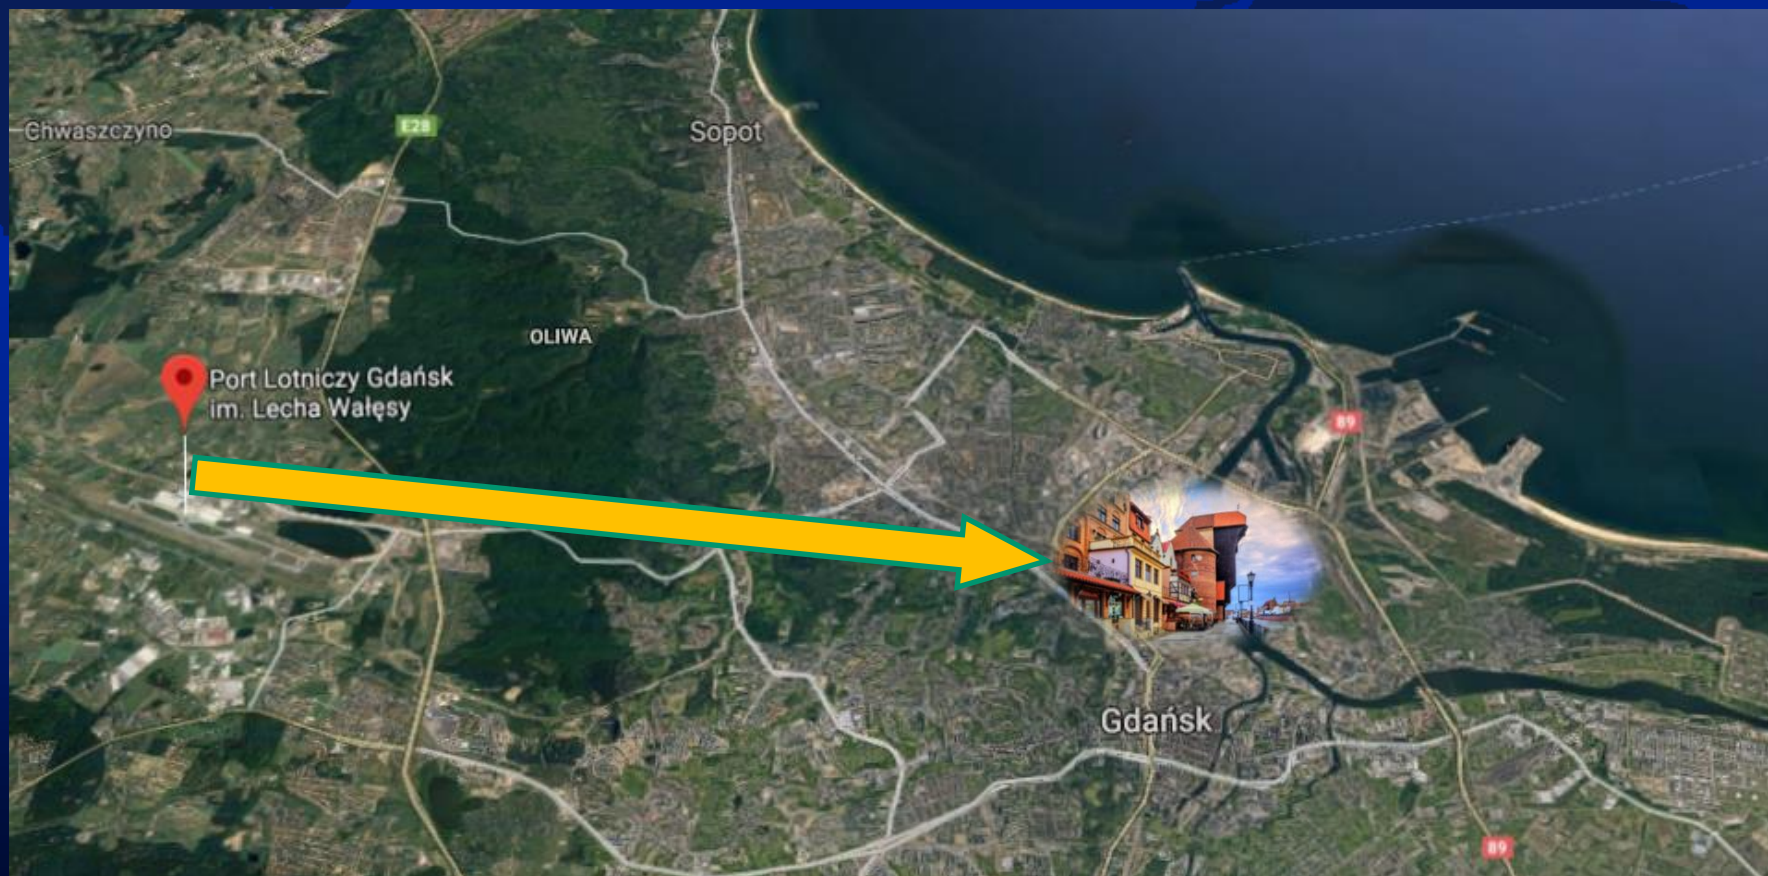 Chwaszczyno
E28
Sopot
OLIWA
Port Lotniczy Gdańsk
im. Lecha Wałęsy
89
Gdańsk
89